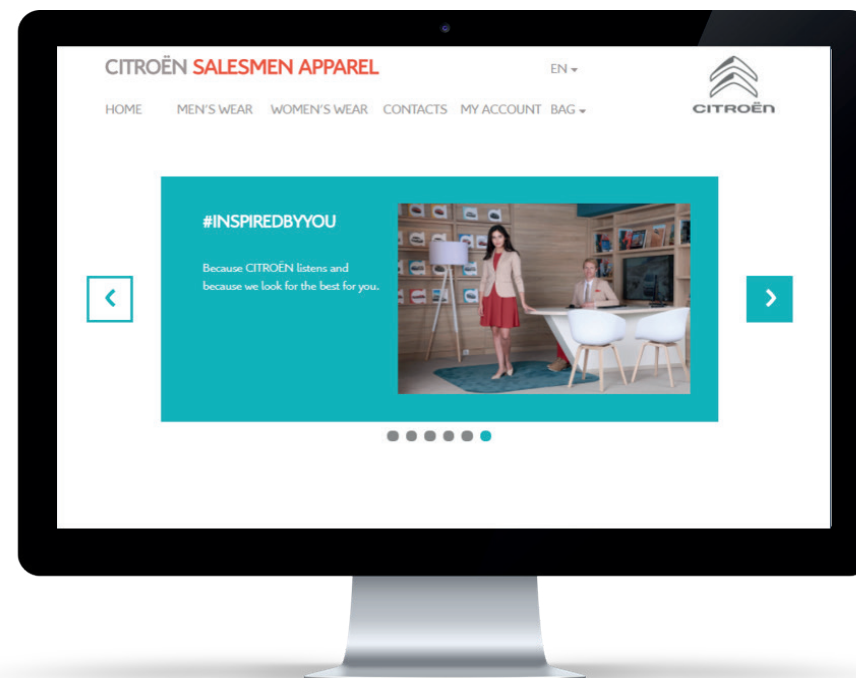 CITROËN SALESMEN APPAREL
EN
CITROËN
HOME MEN'S WEAR WOMEN'S WEAR CONTACTS MY ACCOUNT BAG
#INSPIREDBYYOU
Because CITROËN listens and
because we look for the best for you.